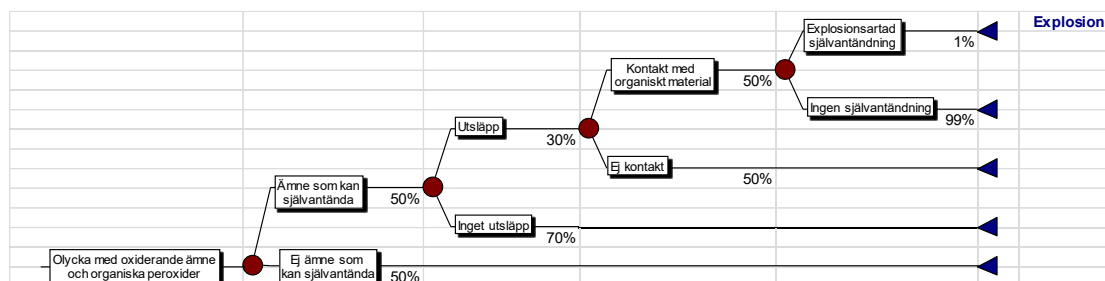 Explosionsartad
självantändning
1%
Explosion
Kontakt med
organiskt material
50%
Ingen självantändning
99%
Utsläpp
30%
Ej kontakt
50%
Ämne som kan
självantända
50%
Inget utsläpp
70%
Olycka med oxiderande ämne
och organiska peroxider
Ej ämne som
kan självantända
50%